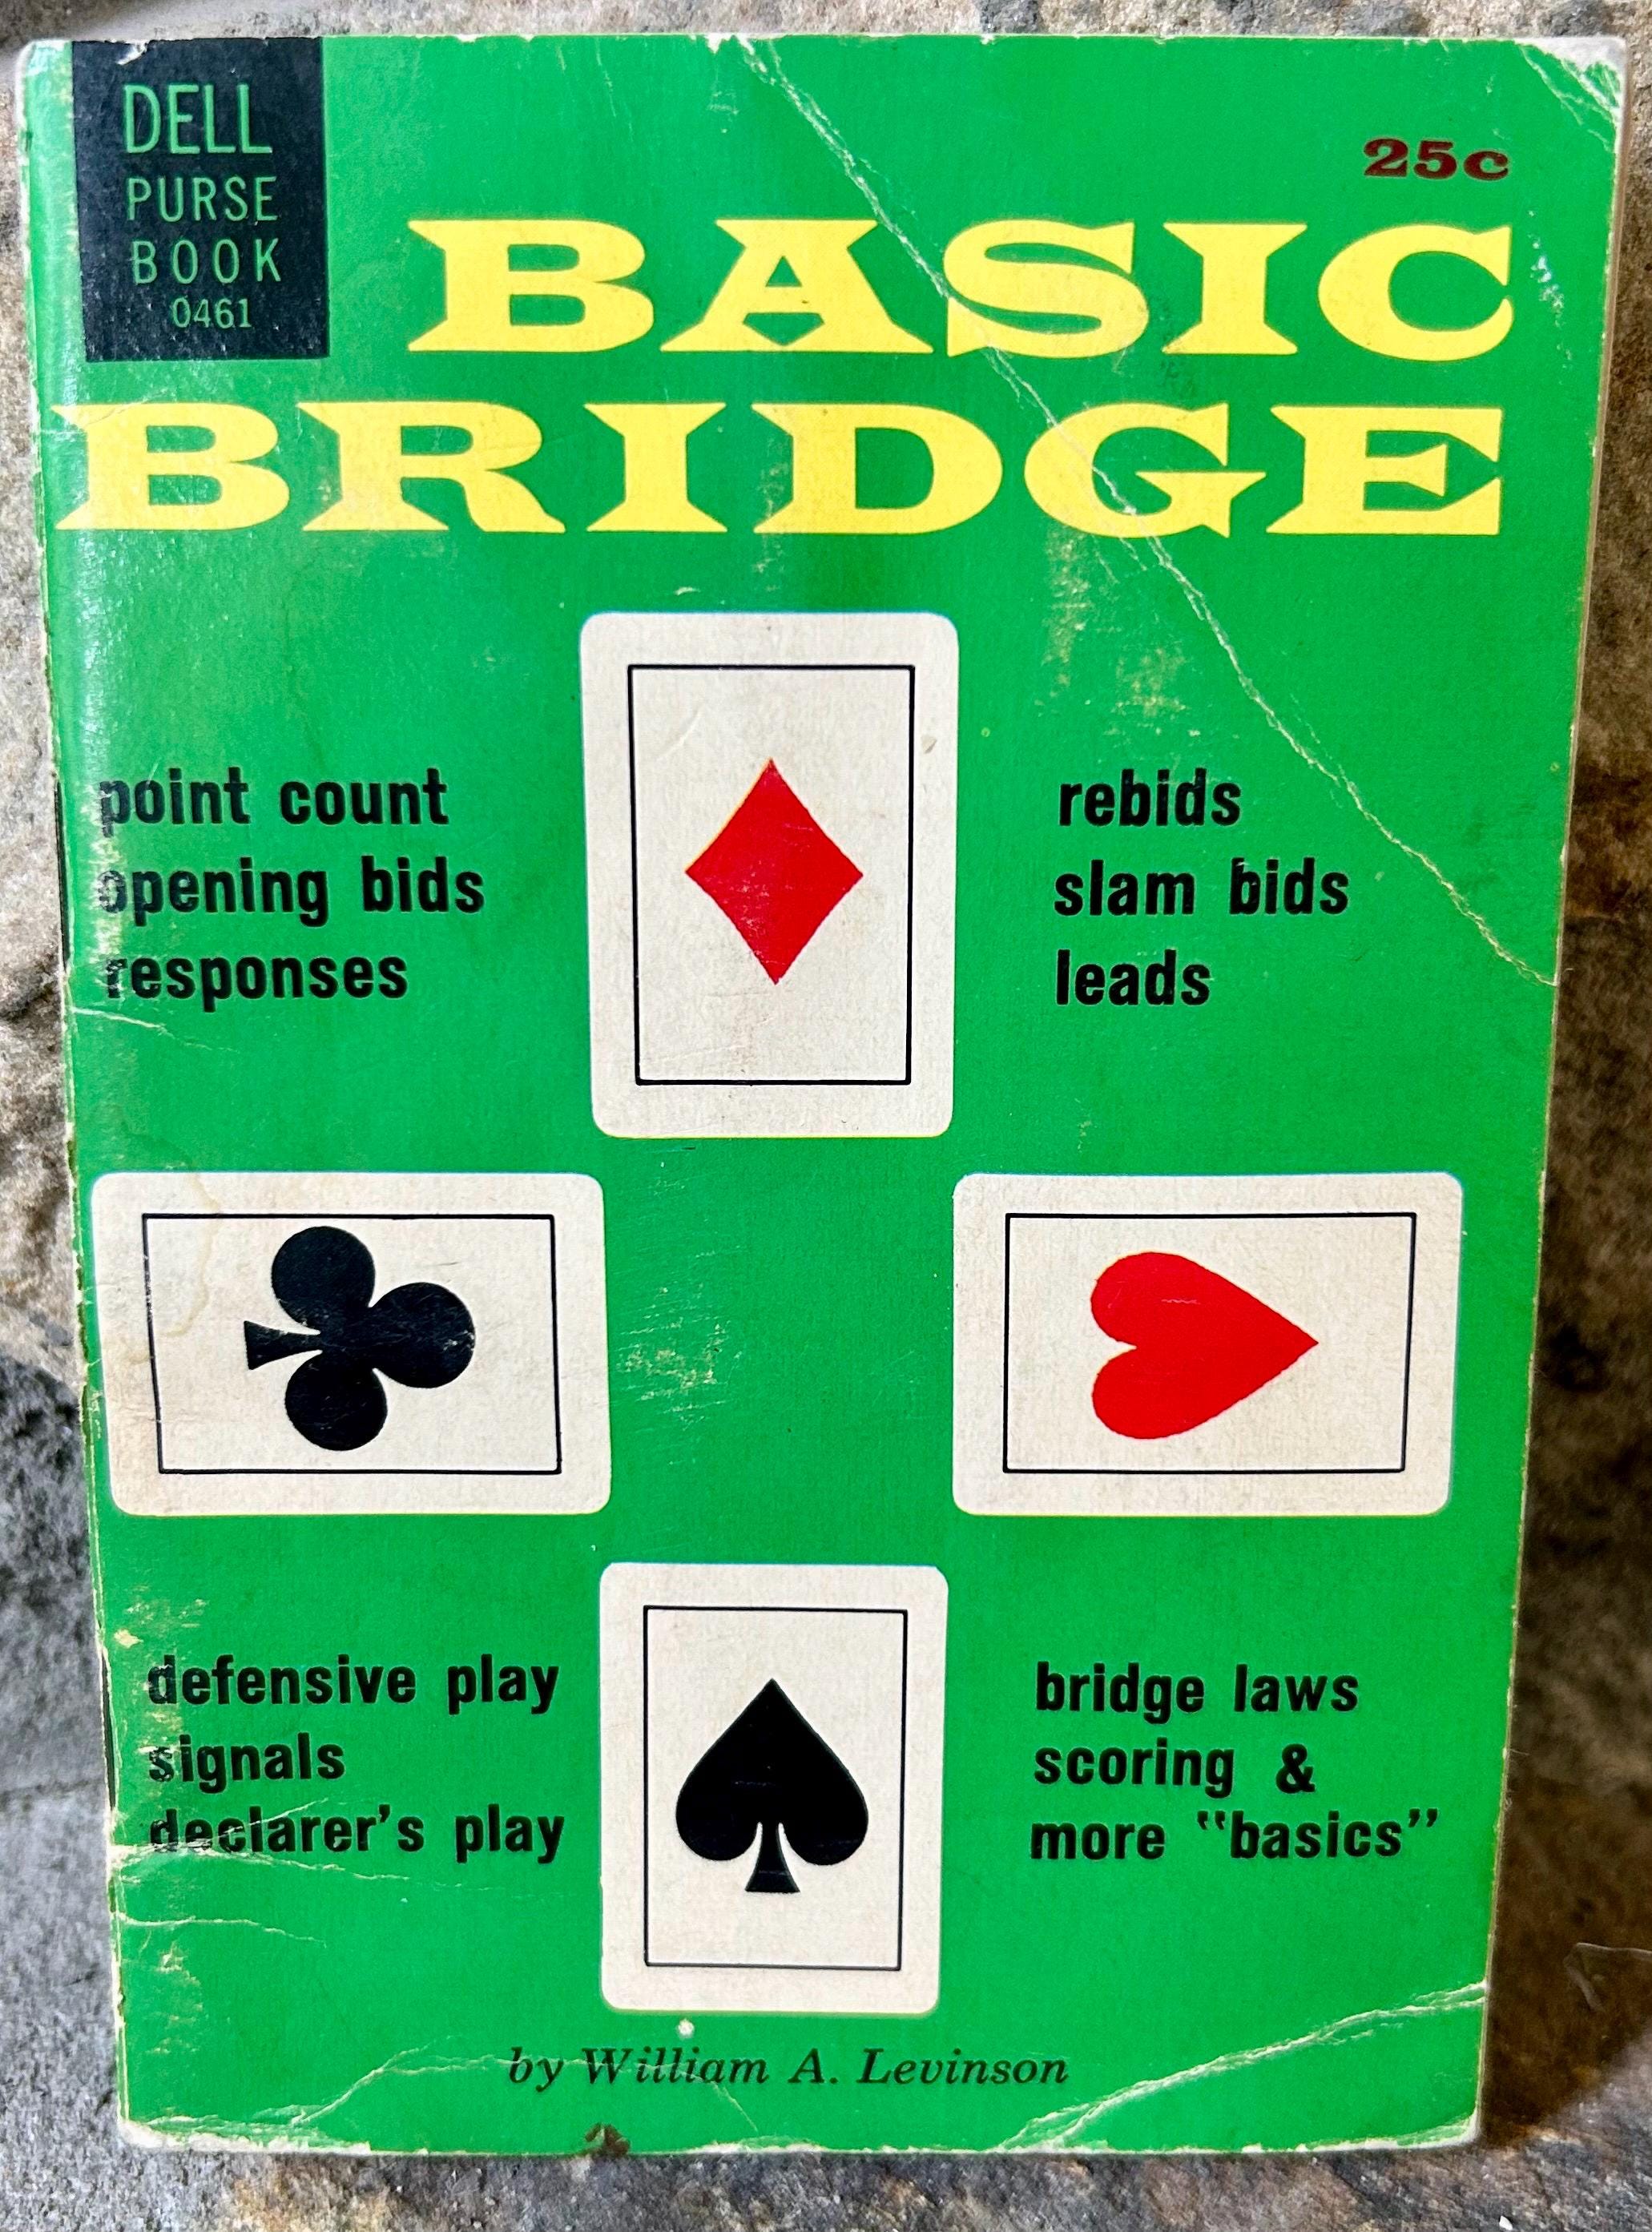 DELL
PURSE
BOOK
0461
25c
BASIC
BRIDGE
point count
opening bids
responses
rebids
slam bids
leads
defensive play
signals
declarer's play
bridge laws
scoring &
more "basics"
by William A. Levinson